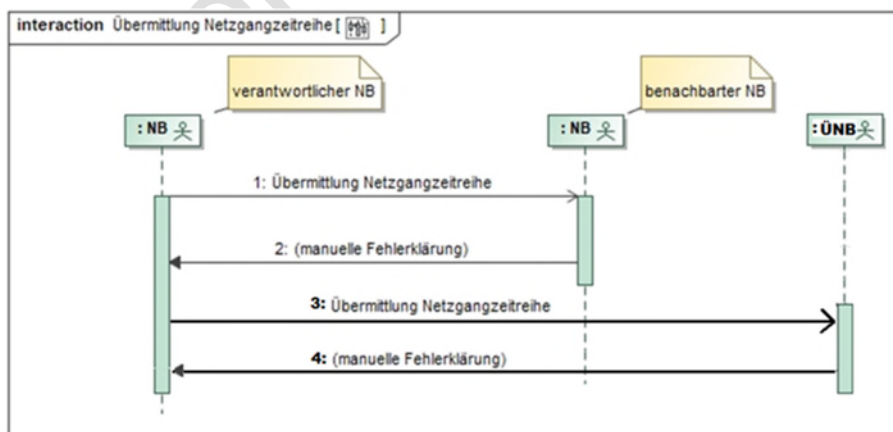 interaction Übermittlung Netzgangzeitreihe [ ]
verantwortlicher NB
benachbarter NB
: NB
: NB
:ÜNB
1: Übermittlung Netzgangzeitreihe
2: (manuelle Fehlerklärung)
3: Übermittlung Netzgangzeitreihe
4: (manuelle Fehlerklärung)